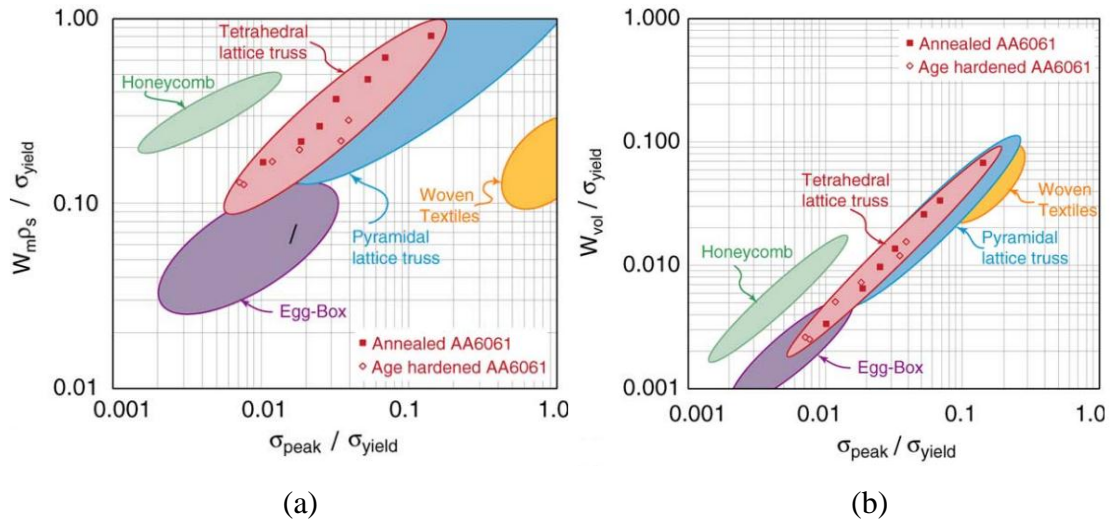 1.00
0.10
0.01
0.001
0.01
0.1
1.0
W_mρ_s / σ_yield
σ_peak / σ_yield
Tetrahedral
lattice truss
Honeycomb
Woven
Textiles
Pyramidal
lattice truss
Egg-Box
Annealed AA6061
Age hardened AA6061
(a)
1.000
0.100
0.010
0.001
0.001
0.01
0.1
1.0
W_vol / σ_yield
σ_peak / σ_yield
Annealed AA6061
Age hardened AA6061
Tetrahedral
lattice truss
Honeycomb
Woven
Textiles
Pyramidal
lattice truss
Egg-Box
(b)